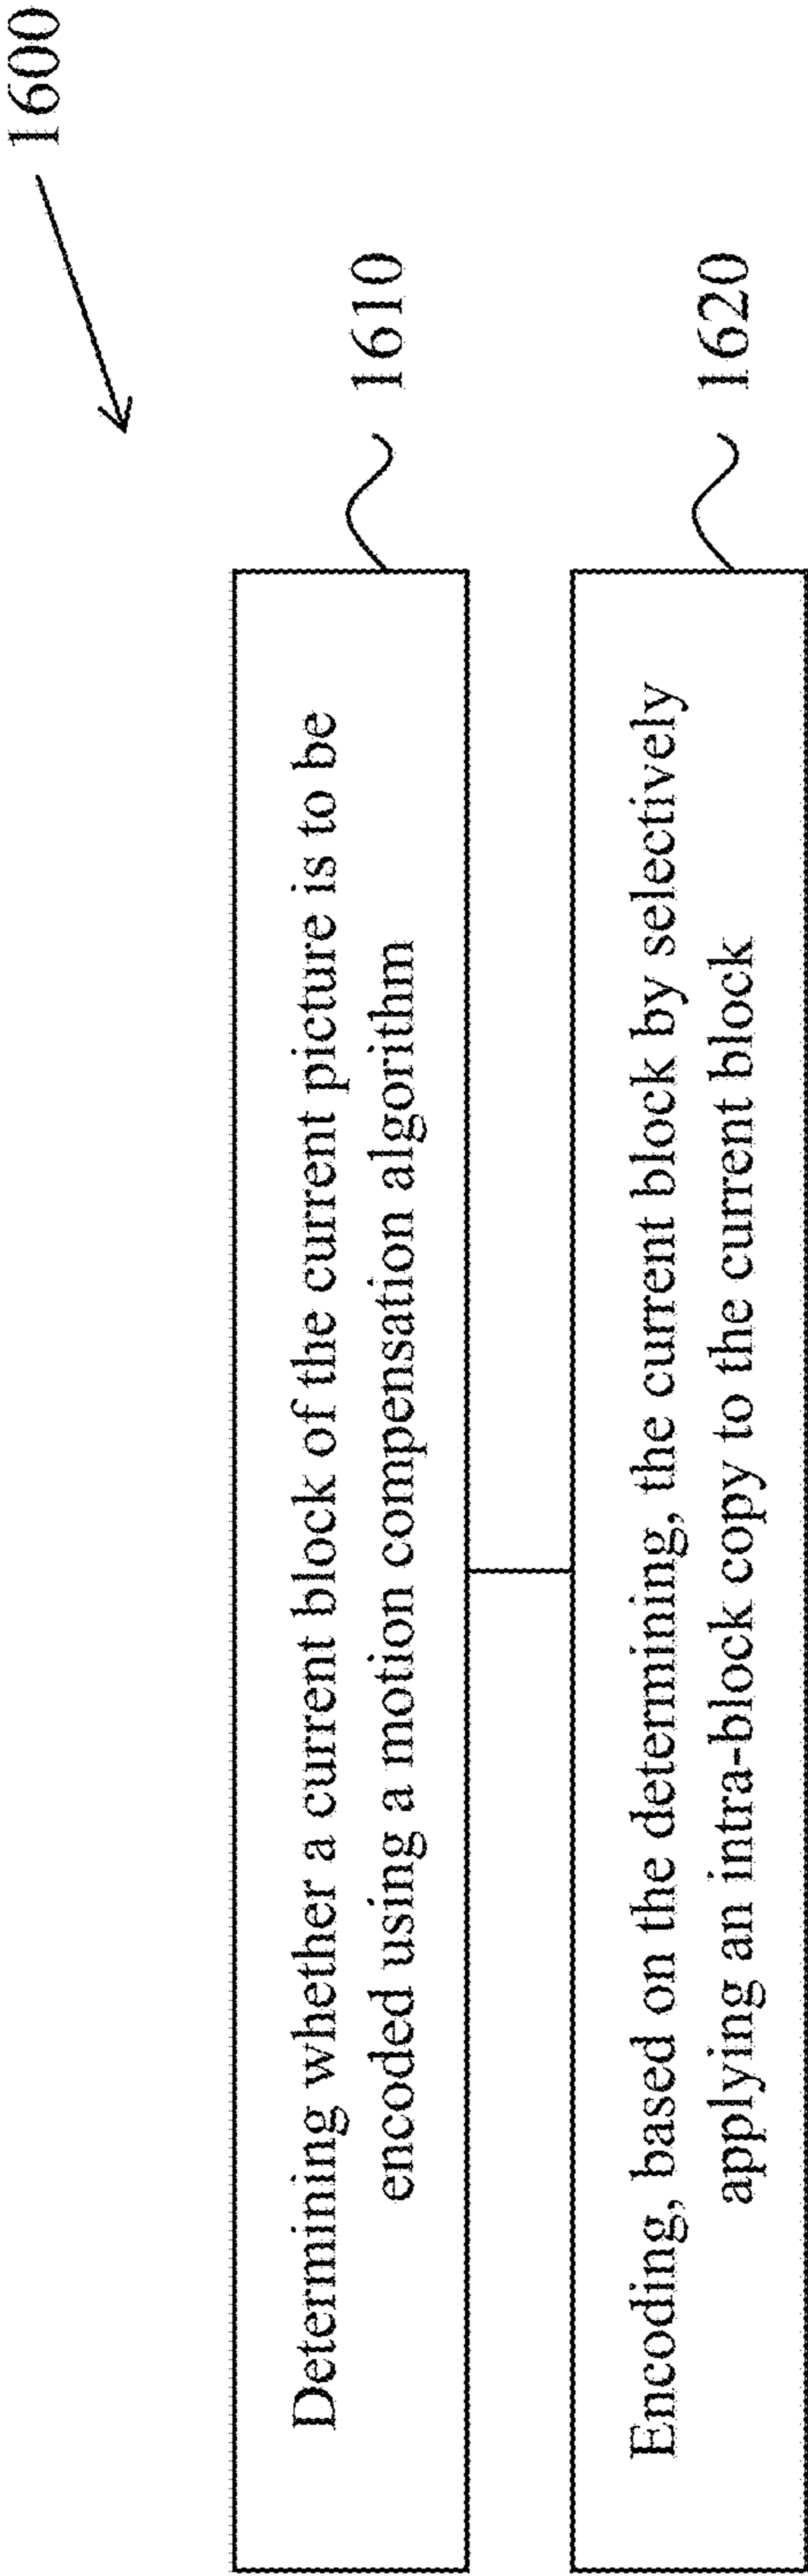 1600
Determining whether a current block of the current picture is to be
encoded using a motion compensation algorithm
1610
Encoding, based on the determining, the current block by selectively
applying an intra-block copy to the current block
1620